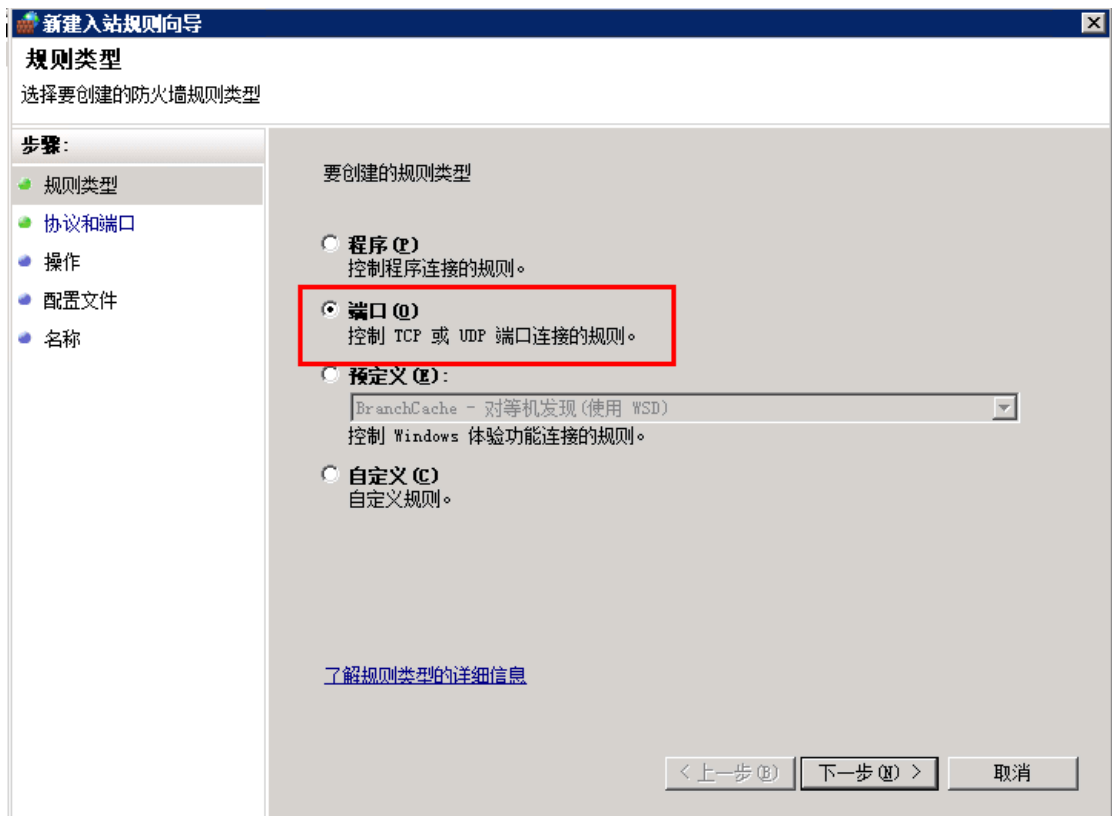 新建入站规则向导
规则类型
选择要创建的防火墙规则类型
步骤:
规则类型
协议和端口
操作
配置文件
名称
要创建的规则类型
程序(P)
控制程序连接的规则。
端口(O)
控制 TCP 或 UDP 端口连接的规则。
预定义(E):
BranchCache - 对等机发现(使用 WSD)
控制 Windows 体验功能连接的规则。
自定义(C)
自定义规则。
了解规则类型的详细信息
< 上一步(B)
下一步(N) >
取消